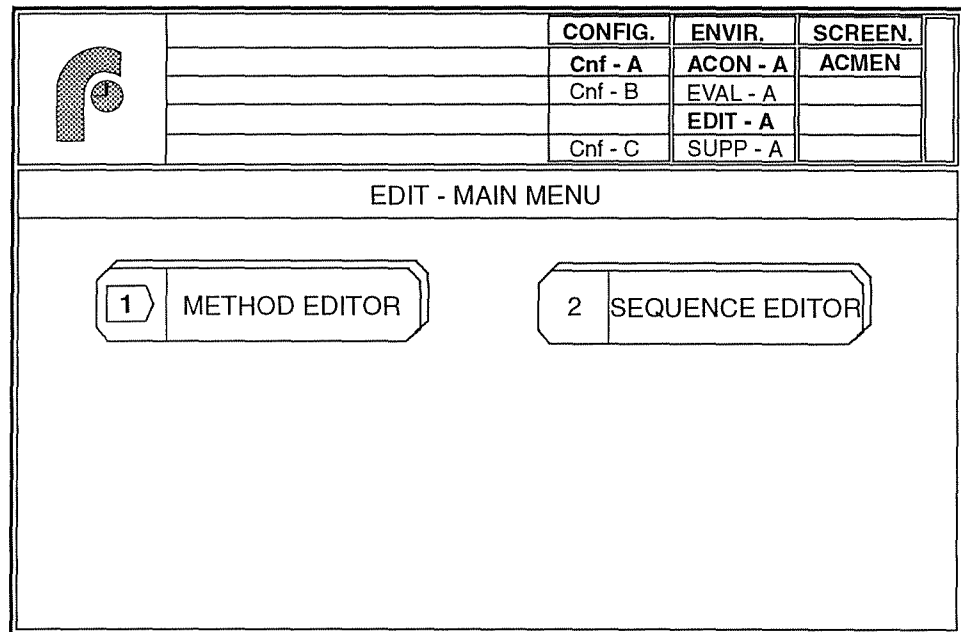 CONFIG. ENVIR. SCREEN.
Cnf - A ACON - A ACMEN
Cnf - B EVAL - A
EDIT - A
Cnf - C SUPP - A
EDIT - MAIN MENU
1 METHOD EDITOR 2 SEQUENCE EDITOR